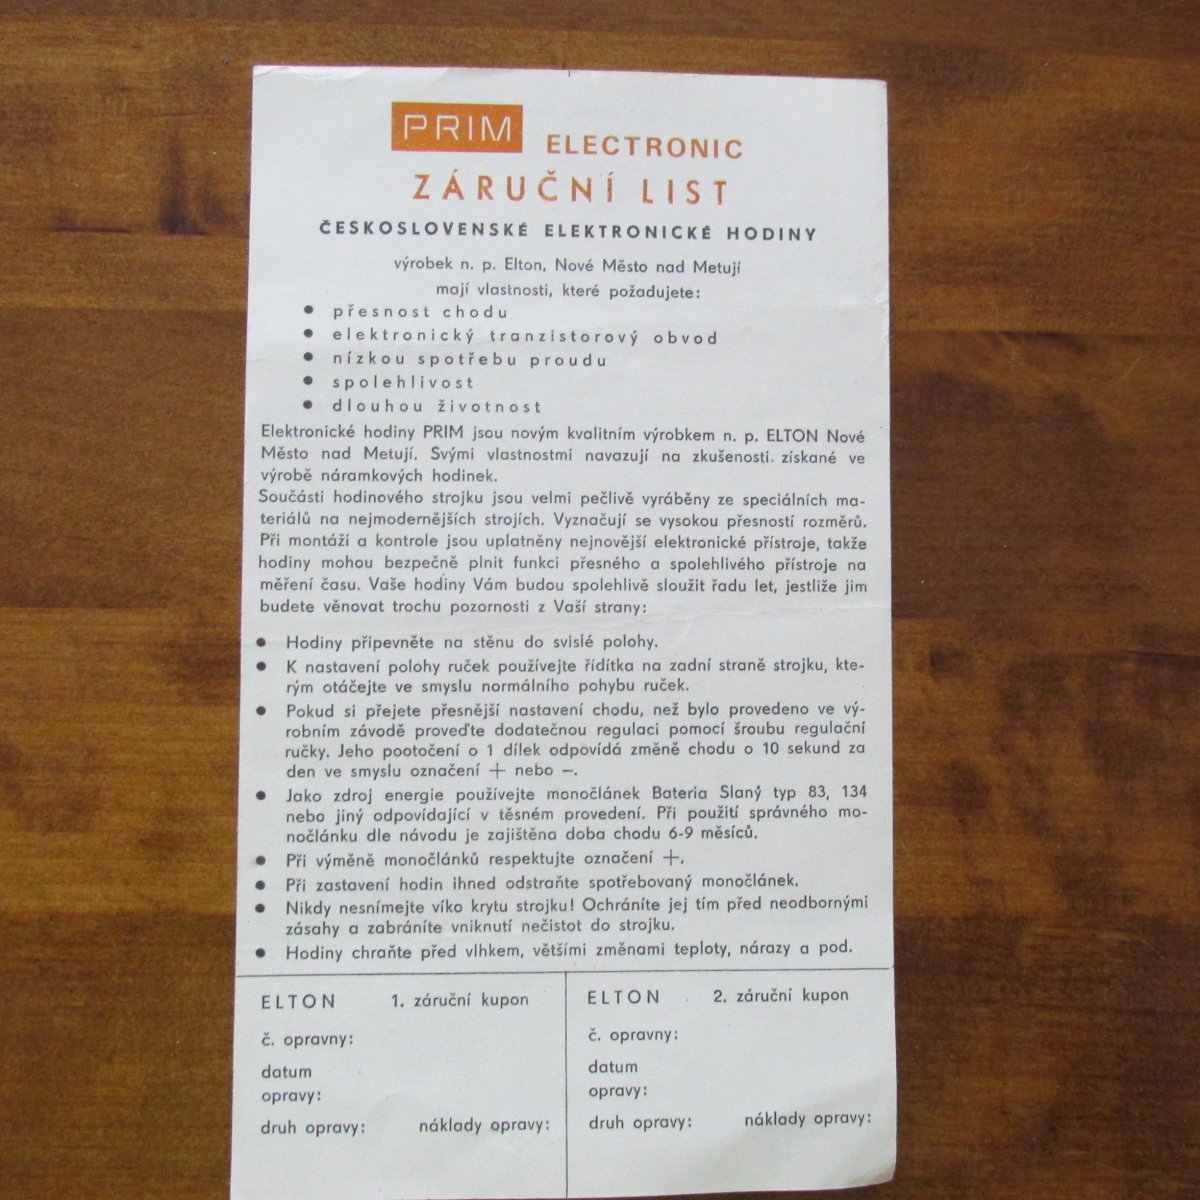 PRIM ELECTRONIC
ZÁRUČNÍ LIST
ČESKOSLOVENSKÉ ELEKTRONICKÉ HODINY
výrobek n. p. Elton, Nové Město nad Metují
mají vlastnosti, které požadujete:
● přesnost chodu
● elektronický tranzistorový obvod
● nízkou spotřebu proudu
● spolehlivost
● dlouhou životnost
Elektronické hodiny PRIM jsou novým kvalitním výrobkem n. p. ELTON Nové
Město nad Metují. Svými vlastnostmi navazují na zkušenosti. získané ve
výrobě náramkových hodinek.
Součásti hodinového strojku jsou velmi pečlivě vyráběny ze speciálních ma-
teriálů na nejmodernějších strojích. Vyznačují se vysokou přesností rozměrů.
Při montáži a kontrole jsou uplatněny nejnovější elektronické přístroje, takže
hodiny mohou bezpečně plnit funkci přesného a spolehlivého přístroje na
měření času. Vaše hodiny Vám budou spolehlivě sloužit řadu let, jestliže jim
budete věnovat trochu pozornosti z Vaší strany:
● Hodiny připevněte na stěnu do svislé polohy.
● K nastavení polohy ruček používejte řídítka na zadní straně strojku, kte-
rým otáčejte ve smyslu normálního pohybu ruček.
● Pokud si přejete přesnější nastavení chodu, než bylo provedeno ve vý-
robním závodě proveďte dodatečnou regulaci pomocí šroubu regulační
ručky. Jeho pootočení o 1 dílek odpovídá změně chodu o 10 sekund za
den ve smyslu označení + nebo –.
● Jako zdroj energie používejte monočlánek Bateria Slaný typ 83, 134
nebo jiný odpovídající v těsném provedení. Při použití správného mo-
nočlánku dle návodu je zajištěna doba chodu 6-9 měsíců.
● Při výměně monočlánků respektujte označení +.
● Při zastavení hodin ihned odstraňte spotřebovaný monočlánek.
● Nikdy nesnímejte víko krytu strojku! Ochráníte jej tím před neodbornými
zásahy a zabráníte vniknutí nečistot do strojku.
● Hodiny chraňte před vlhkem, většími změnami teploty, nárazy a pod.
ELTON 1. záruční kupon
č. opravny:
datum
opravy:
druh opravy: náklady opravy:
ELTON 2. záruční kupon
č. opravny:
datum
opravy:
druh opravy: náklady opravy: